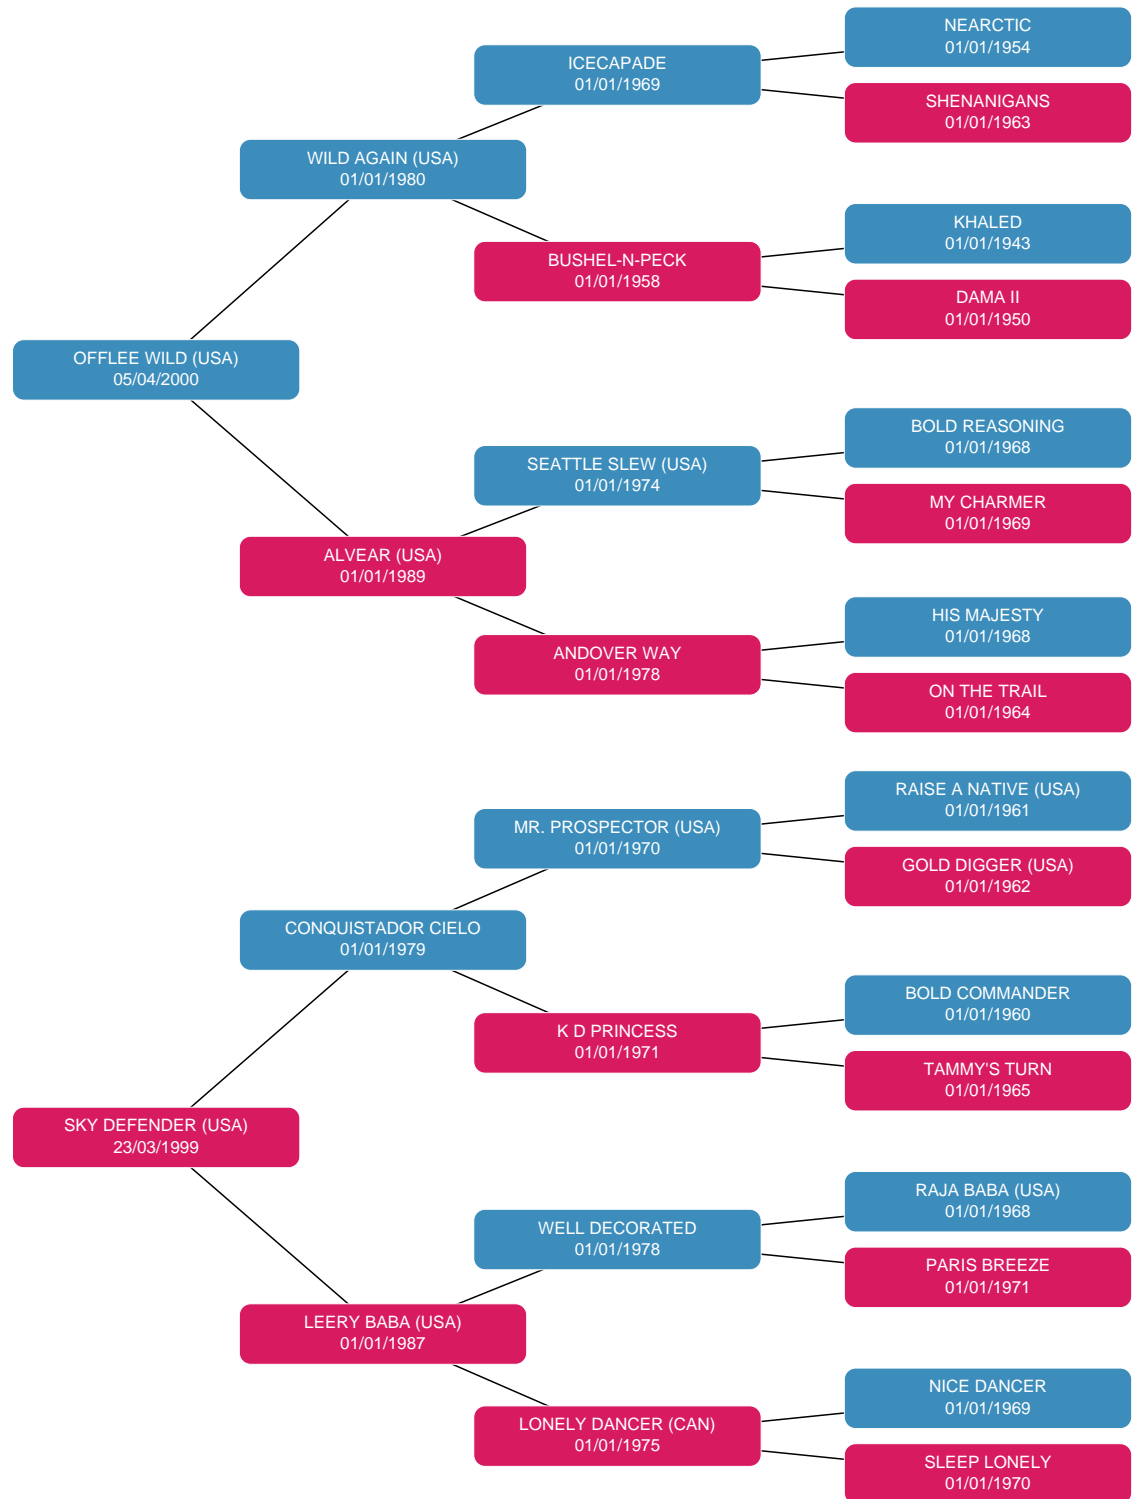 NEARCTIC
01/01/1954
ICECAPADE
01/01/1969
SHENANIGANS
01/01/1963
WILD AGAIN (USA)
01/01/1980
KHALED
01/01/1943
BUSHEL-N-PECK
01/01/1958
DAMA II
01/01/1950
OFFLEE WILD (USA)
05/04/2000
BOLD REASONING
01/01/1968
SEATTLE SLEW (USA)
01/01/1974
MY CHARMER
01/01/1969
ALVEAR (USA)
01/01/1989
HIS MAJESTY
01/01/1968
ANDOVER WAY
01/01/1978
ON THE TRAIL
01/01/1964
RAISE A NATIVE (USA)
01/01/1961
MR. PROSPECTOR (USA)
01/01/1970
GOLD DIGGER (USA)
01/01/1962
CONQUISTADOR CIELO
01/01/1979
BOLD COMMANDER
01/01/1960
K D PRINCESS
01/01/1971
TAMMY'S TURN
01/01/1965
SKY DEFENDER (USA)
23/03/1999
RAJA BABA (USA)
01/01/1968
WELL DECORATED
01/01/1978
PARIS BREEZE
01/01/1971
LEERY BABA (USA)
01/01/1987
NICE DANCER
01/01/1969
LONELY DANCER (CAN)
01/01/1975
SLEEP LONELY
01/01/1970